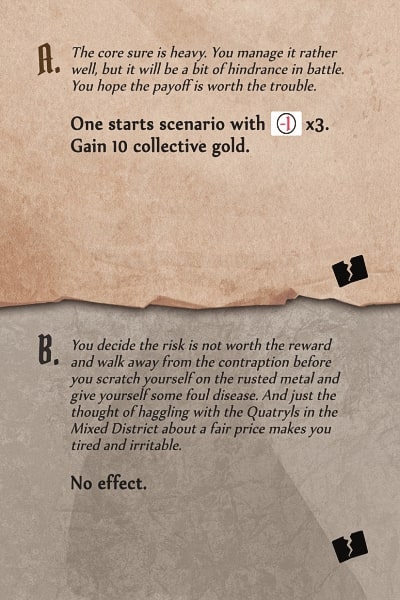 A.
The core sure is heavy. You manage it rather
well, but it will be a bit of hindrance in battle.
You hope the payoff is worth the trouble.
One starts scenario with -1 x3.
Gain 10 collective gold.
B.
You decide the risk is not worth the reward
and walk away from the contraption before
you scratch yourself on the rusted metal and
give yourself some foul disease. And just the
thought of haggling with the Quatryls in the
Mixed District about a fair price makes you
tired and irritable.
No effect.